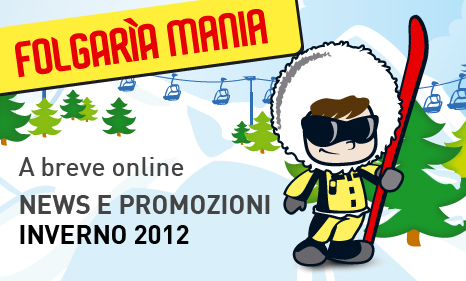 FOLGARÌA MANIA
A breve online
NEWS E PROMOZIONI
INVERNO 2012